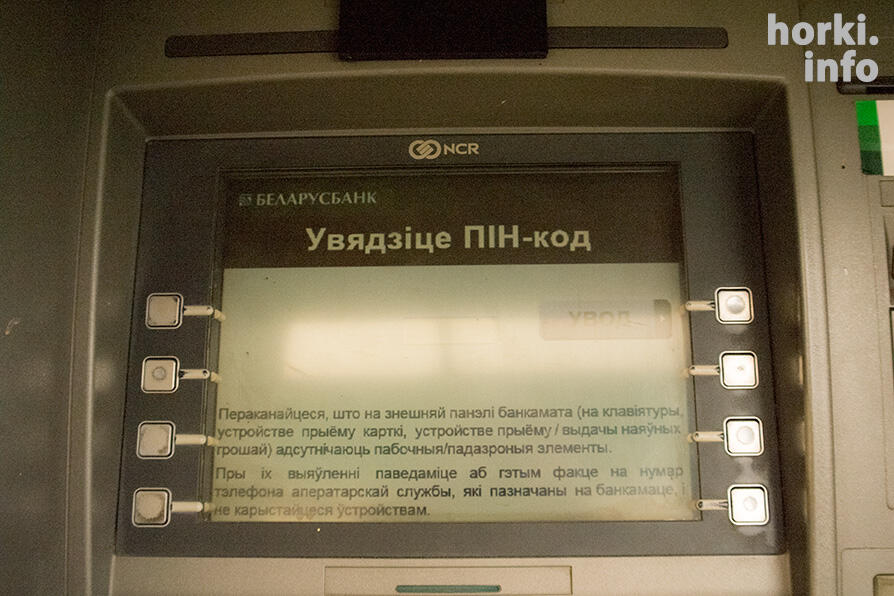 horki.
info
NCR
БЕЛАРУСБАНК
Увядзіце ПІН-код
УВОД
Пераканайцеся, што на знешняй панэлі банкамата (на клавіятуры,
устройстве прыёму карткі, устройстве прыёму / выдачы наяўных
грошай) адсутнічаюць пабочныя/падазроныя элементы.
Пры іх выяўленні паведаміце аб гэтым факце на нумар
тэлефона аператарскай службы, які пазначаны на банкамаце, і
не карыстайцеся ўстройствам.